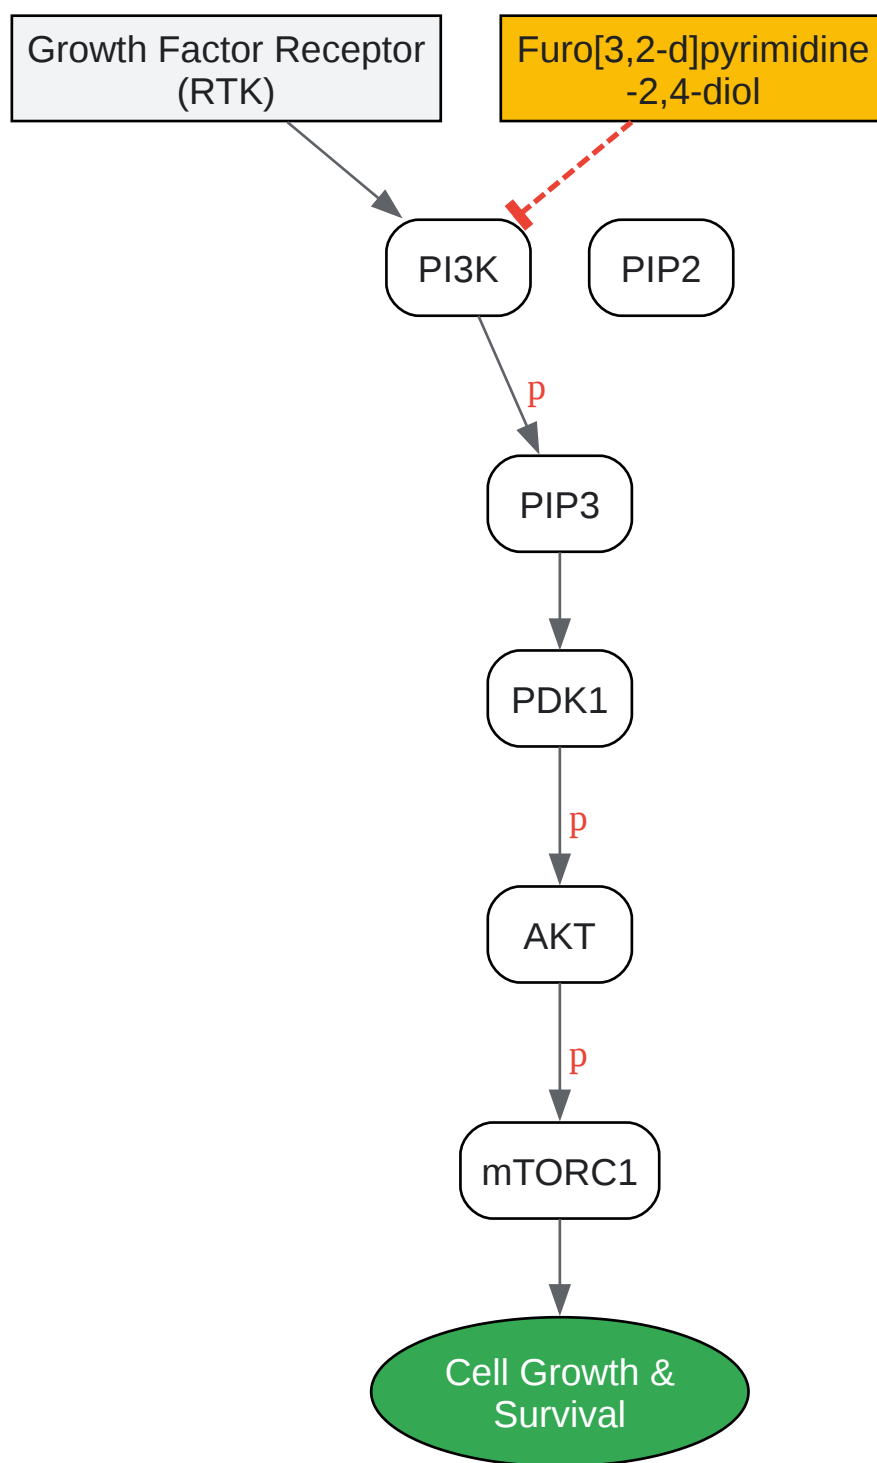 Growth Factor Receptor
(RTK)
Furo[3,2-d]pyrimidine
-2,4-diol
PI3K
PIP2
p
PIP3
PDK1
p
AKT
p
mTORC1
Cell Growth &
Survival